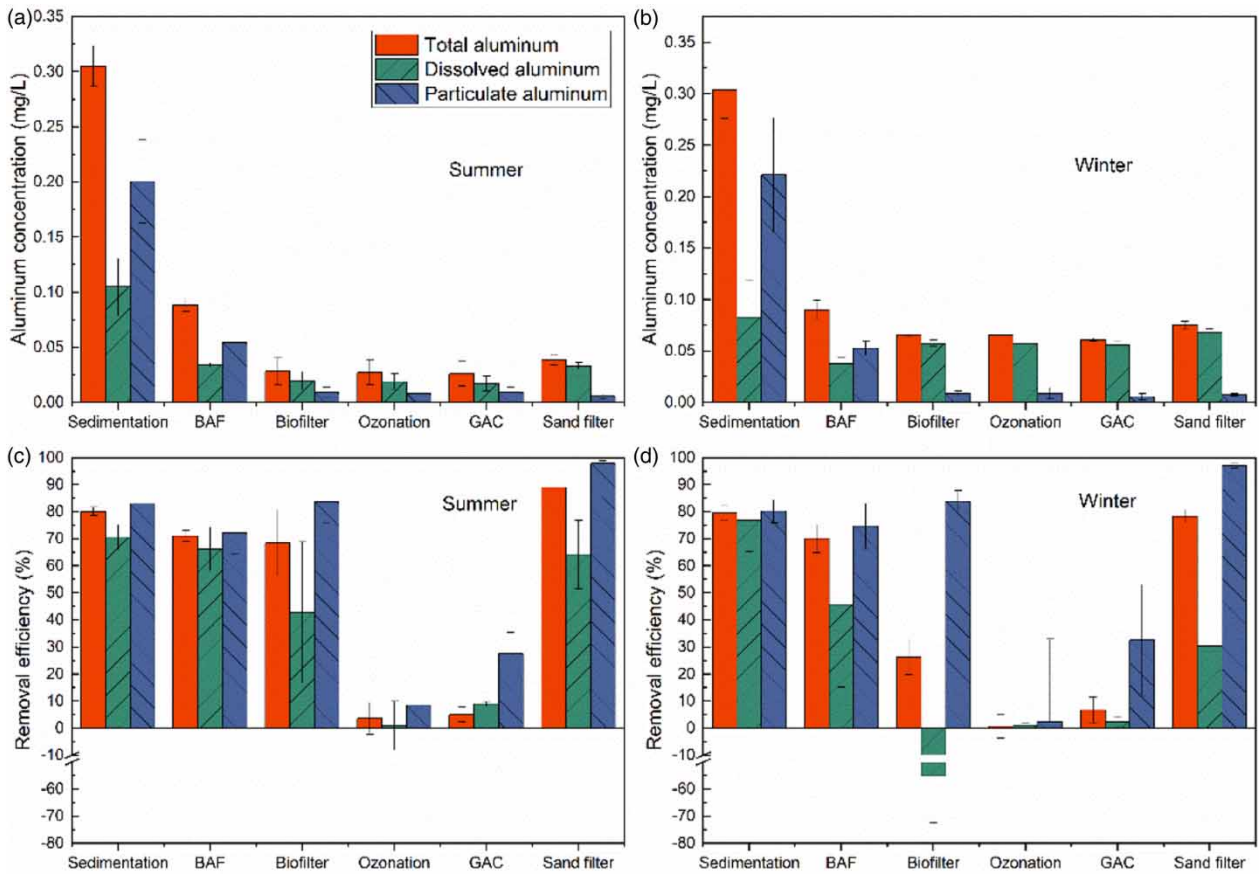 (a)
Aluminum concentration (mg/L)
0.35
0.30
0.25
0.20
0.15
0.10
0.05
0.00
Total aluminum
Dissolved aluminum
Particulate aluminum
Summer
Sedimentation BAF Biofilter Ozonation GAC Sand filter
(b)
Aluminum concentration (mg/L)
0.35
0.30
0.25
0.20
0.15
0.10
0.05
0.00
Winter
Sedimentation BAF Biofilter Ozonation GAC Sand filter
(c)
Removal efficiency (%)
100
90
80
70
60
50
40
30
20
10
0
-10
-60
-70
-80
Summer
Sedimentation BAF Biofilter Ozonation GAC Sand filter
(d)
Removal efficiency (%)
100
90
80
70
60
50
40
30
20
10
0
-10
-60
-70
-80
Winter
Sedimentation BAF Biofilter Ozonation GAC Sand filter